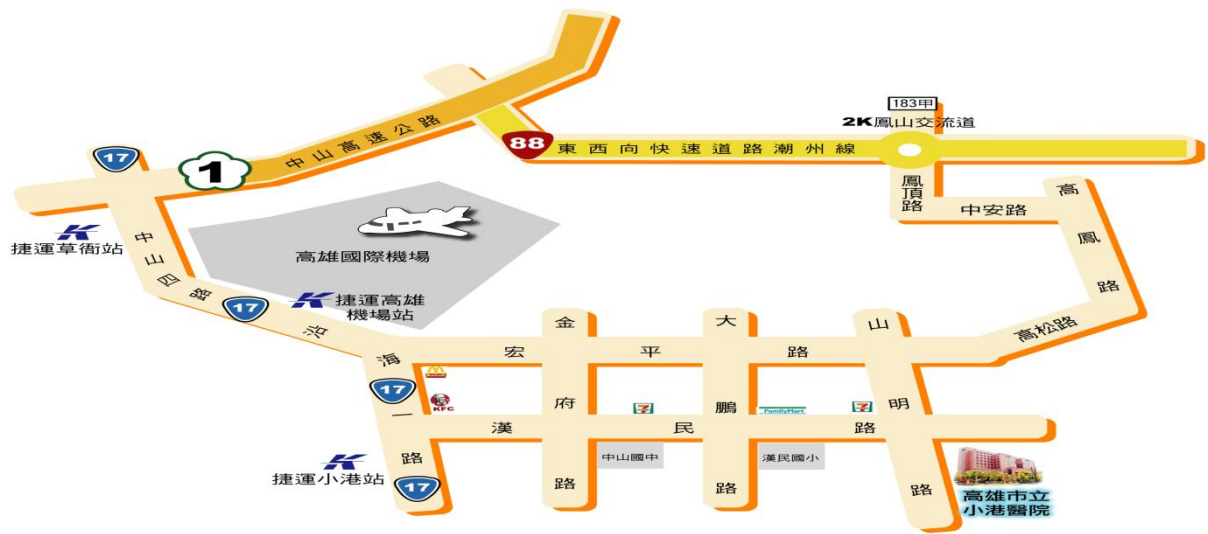 183甲
2K鳳山交流道
17
1
中山高速公路
88
東西向快速道路潮州線
鳳頂路
中安路
高鳳路
捷運草衙站
中山四路
高雄國際機場
17
捷運高雄
機場站
沿海一路
金府路
大鵬路
山明路
高松路
宏平路
17
KFC
7
FamilyMart
7
漢民路
中山國中
漢民國小
捷運小港站
17
高雄市立
小港醫院